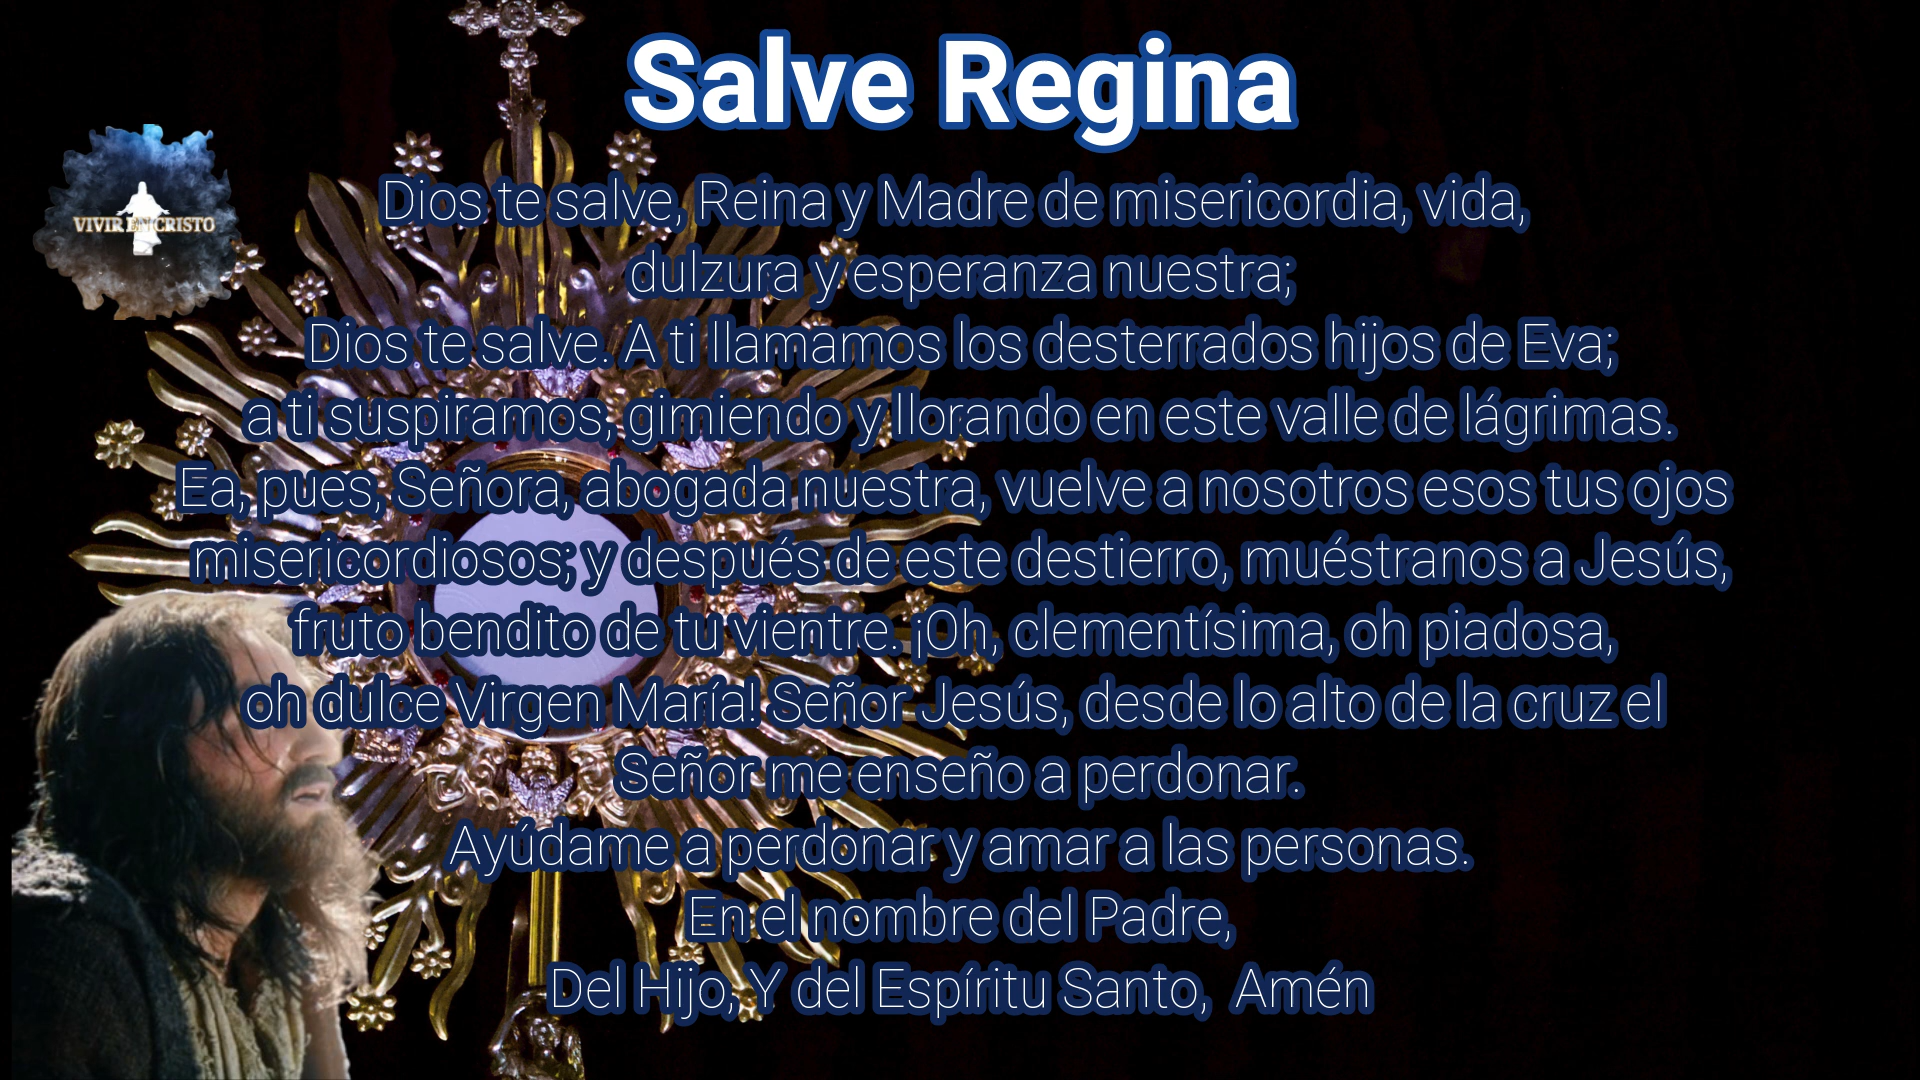 Salve Regina
VIVIR EN CRISTO
Dios te salve, Reina y Madre de misericordia, vida,
dulzura y esperanza nuestra;
Dios te salve. A ti llamamos los desterrados hijos de Eva;
a ti suspiramos, gimiendo y llorando en este valle de lágrimas.
Ea, pues, Señora, abogada nuestra, vuelve a nosotros esos tus ojos
misericordiosos; y después de este destierro, muéstranos a Jesús,
fruto bendito de tu vientre. ¡Oh, clementísima, oh piadosa,
oh dulce Virgen María! Señor Jesús, desde lo alto de la cruz el
Señor me enseño a perdonar.
Ayúdame a perdonar y amar a las personas.
En el nombre del Padre,
Del Hijo, Y del Espíritu Santo, Amén